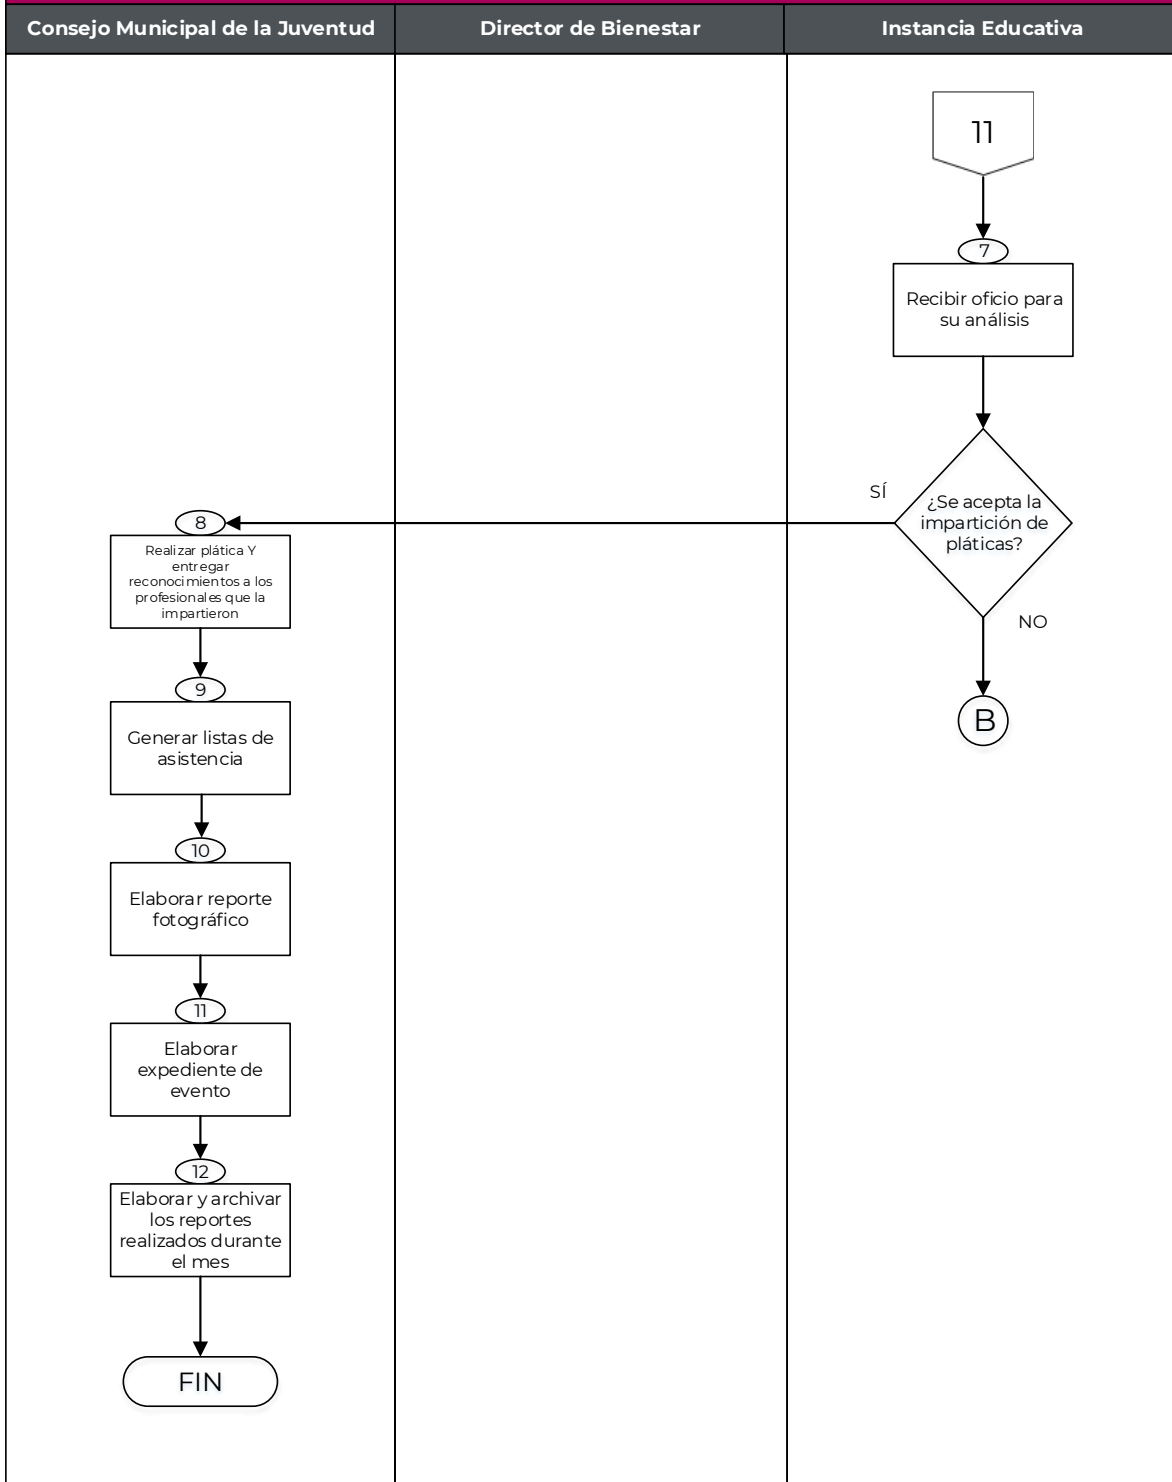 Consejo Municipal de la Juventud
Director de Bienestar
Instancia Educativa
11
7
Recibir oficio para
su análisis
¿Se acepta la
impartición de
pláticas?
SÍ
NO
B
8
Realizar plática Y
entregar
reconocimientos a los
profesionales que la
impartieron
9
Generar listas de
asistencia
10
Elaborar reporte
fotográfico
11
Elaborar
expediente de
evento
12
Elaborar y archivar
los reportes
realizados durante
el mes
FIN